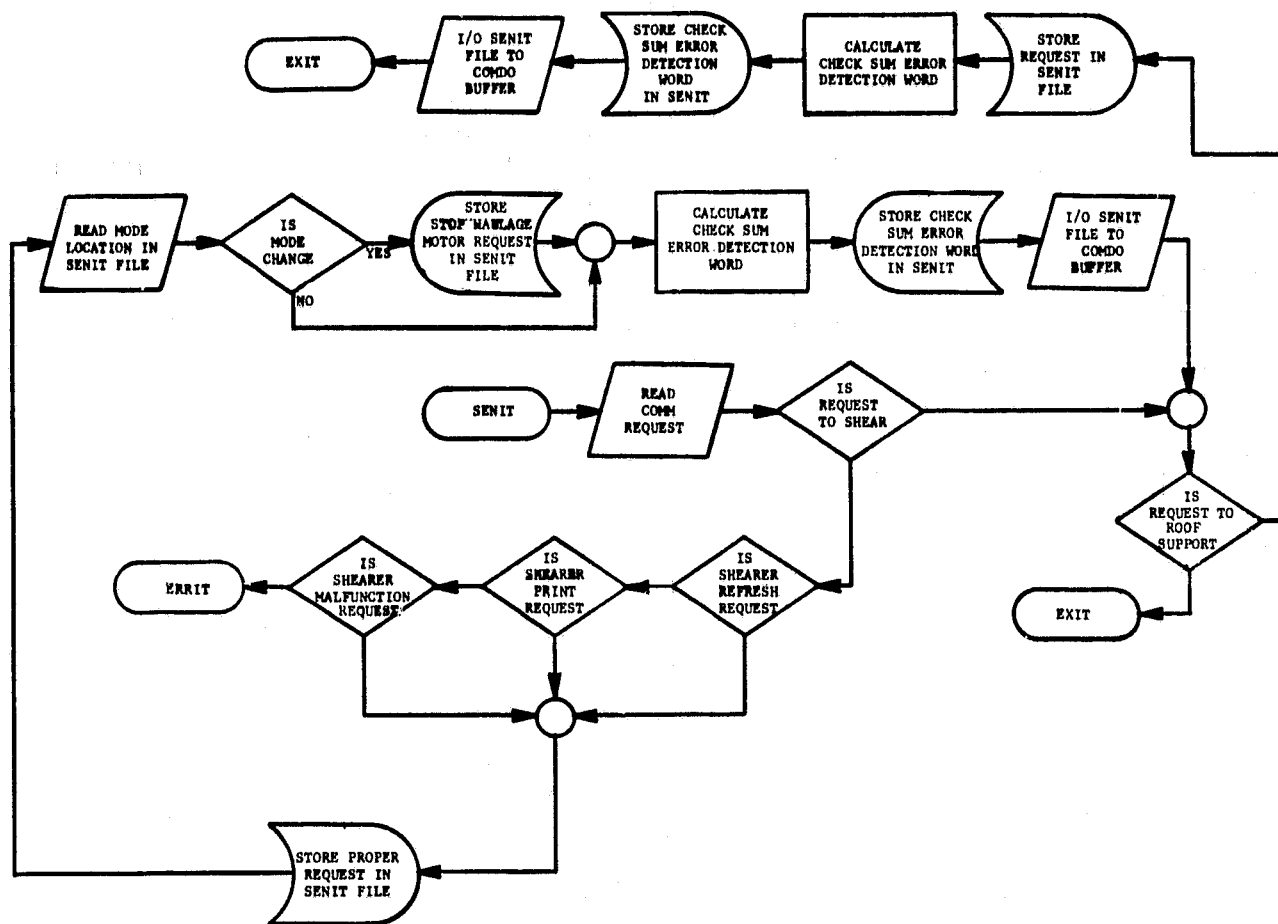 EXIT
I/O SENIT
FILE TO
COMDO
BUFFER
STORE CHECK
SUM ERROR
DETECTION
WORD
IN SENIT
CALCULATE
CHECK SUM ERROR
DETECTION WORD
STORE
REQUEST IN
SENIT
FILE
READ MODE
LOCATION IN
SENIT FILE
IS
MODE
CHANGE
YES
NO
STORE
STOP HAULAGE
MOTOR REQUEST
IN SENIT
FILE
CALCULATE
CHECK SUM
ERROR DETECTION
WORD
STORE CHECK
SUM ERROR
DETECTION WORD
IN SENIT
I/O SENIT
FILE TO
COMDO
BUFFER
SENIT
READ
COMM
REQUEST
IS
REQUEST
TO SHEAR
IS
REQUEST TO
ROOF
SUPPORT
ERRIT
IS
SHEARER
MALFUNCTION
REQUEST
IS
SHEARER
PRINT
REQUEST
IS
SHEARER
REFRESH
REQUEST
EXIT
STORE PROPER
REQUEST IN
SENIT FILE